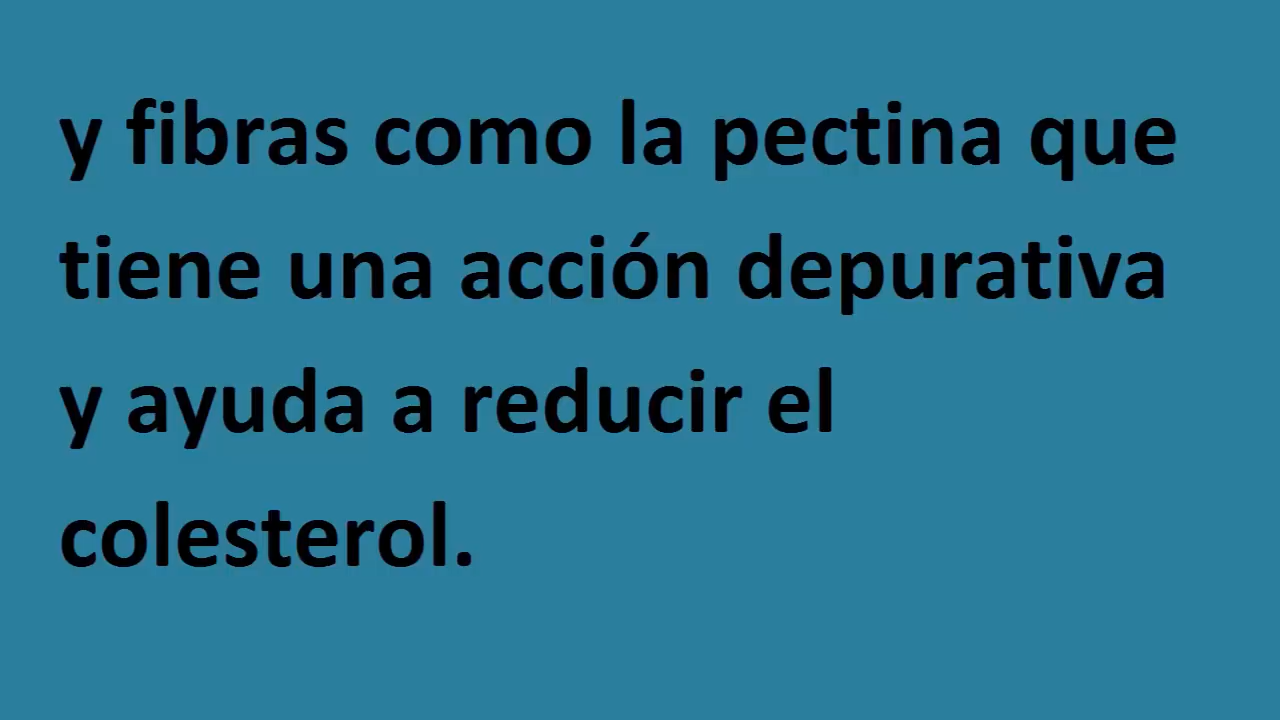 y fibras como la pectina que
tiene una acción depurativa
y ayuda a reducir el
colesterol.